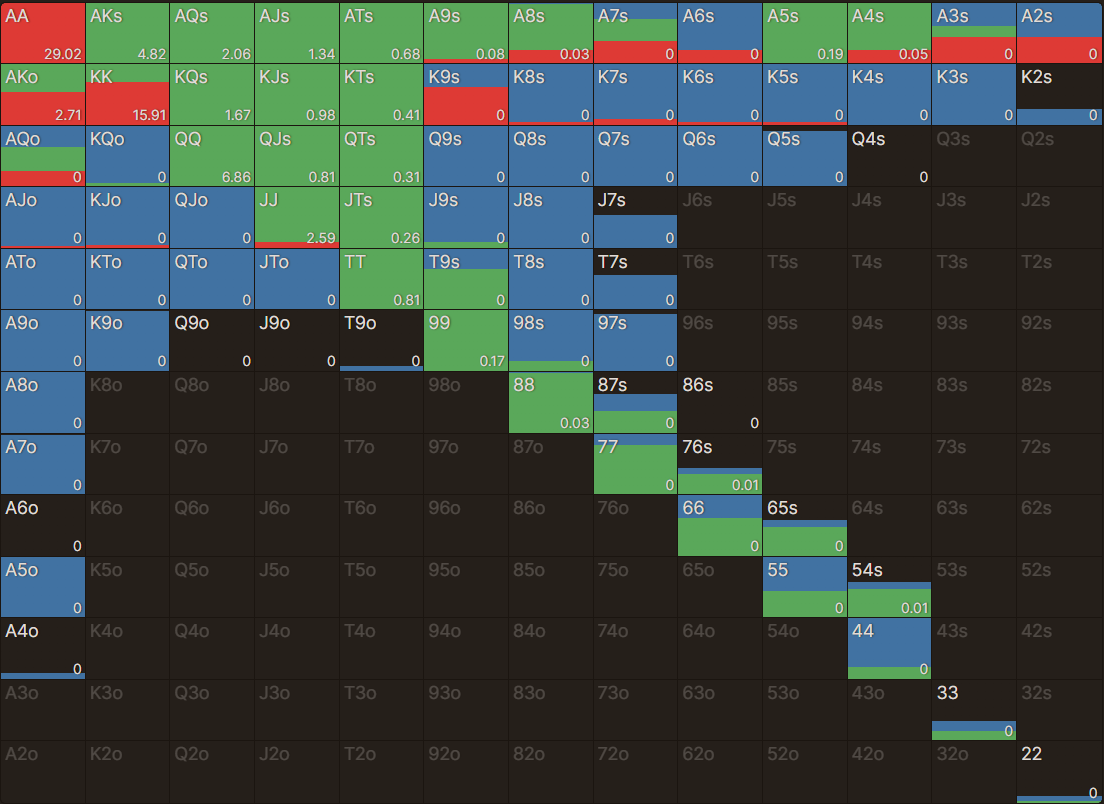 AA AKs AQs AJs ATs A9s A8s A7s A6s A5s A4s A3s A2s
29.02 4.82 2.06 1.34 0.68 0.08 0.03 0 0 0.19 0.05 0 0
AKo KK KQs KJs KTs K9s K8s K7s K6s K5s K4s K3s K2s
2.71 15.91 1.67 0.98 0.41 0 0 0 0 0 0 0 0
AQo KQo QQ QJs QTs Q9s Q8s Q7s Q6s Q5s Q4s Q3s Q2s
0 0 6.86 0.81 0.31 0 0 0 0 0 0
AJo KJo QJo JJ JTs J9s J8s J7s J6s J5s J4s J3s J2s
0 0 0 2.59 0.26 0 0 0
ATo KTo QTo JTo TT T9s T8s T7s T6s T5s T4s T3s T2s
0 0 0 0 0.81 0 0 0
A9o K9o Q9o J9o T9o 99 98s 97s 96s 95s 94s 93s 92s
0 0 0 0 0 0.17 0 0
A8o K8o Q8o J8o T8o 98o 88 87s 86s 85s 84s 83s 82s
0 0.03 0 0
A7o K7o Q7o J7o T7o 97o 87o 77 76s 75s 74s 73s 72s
0 0 0.01
A6o K6o Q6o J6o T6o 96o 86o 76o 66 65s 64s 63s 62s
0 0 0
A5o K5o Q5o J5o T5o 95o 85o 75o 65o 55 54s 53s 52s
0 0 0.01
A4o K4o Q4o J4o T4o 94o 84o 74o 64o 54o 44 43s 42s
0 0
A3o K3o Q3o J3o T3o 93o 83o 73o 63o 53o 43o 33 32s
0
A2o K2o Q2o J2o T2o 92o 82o 72o 62o 52o 42o 32o 22
0